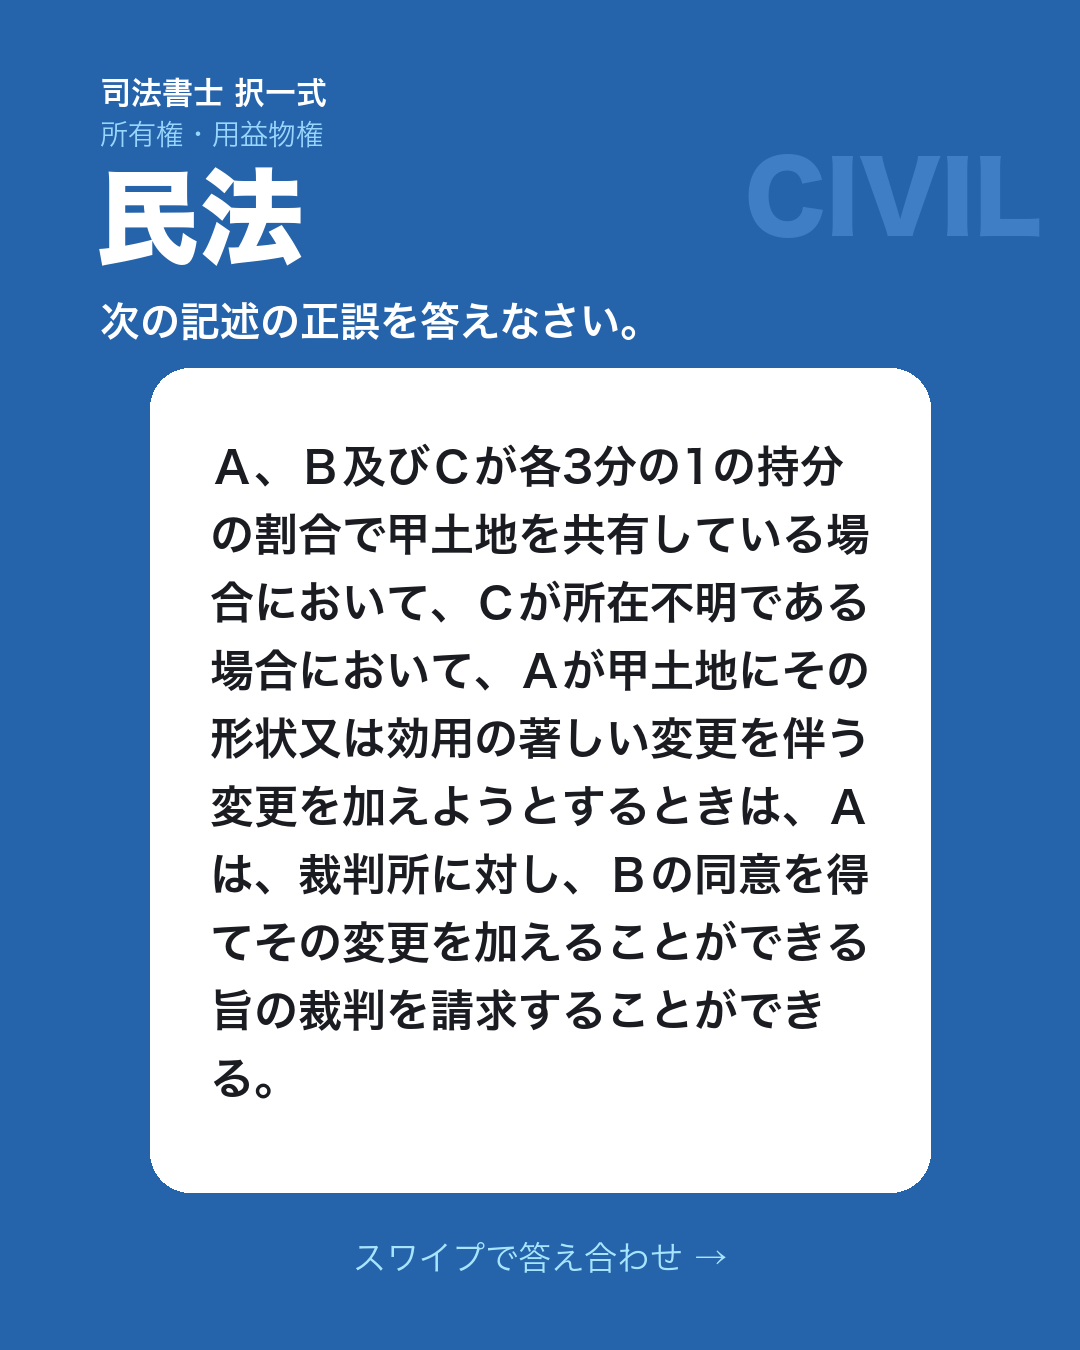 司法書士 択一式
所有権・用益物権
民法
CIVIL
次の記述の正誤を答えなさい。
Ａ、Ｂ及びＣが各3分の1の持分
の割合で甲土地を共有している場
合において、Ｃが所在不明である
場合において、Ａが甲土地にその
形状又は効用の著しい変更を伴う
変更を加えようとするときは、Ａ
は、裁判所に対し、Ｂの同意を得
てその変更を加えることができる
旨の裁判を請求することができ
る。
スワイプで答え合わせ →